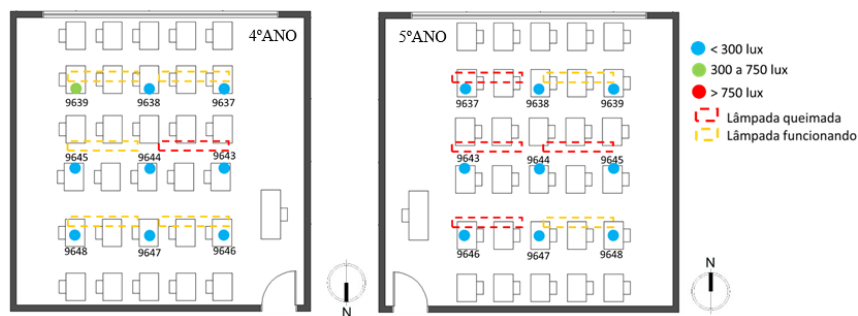 4ºANO
9639 9638 9637
9645 9644 9643
9648 9647 9646
N
5ºANO
9637 9638 9639
9643 9644 9645
9646 9647 9648
N
< 300 lux
300 a 750 lux
> 750 lux
Lâmpada queimada
Lâmpada funcionando